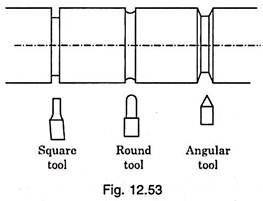 Square tool
Round tool
Angular tool
Fig. 12.53